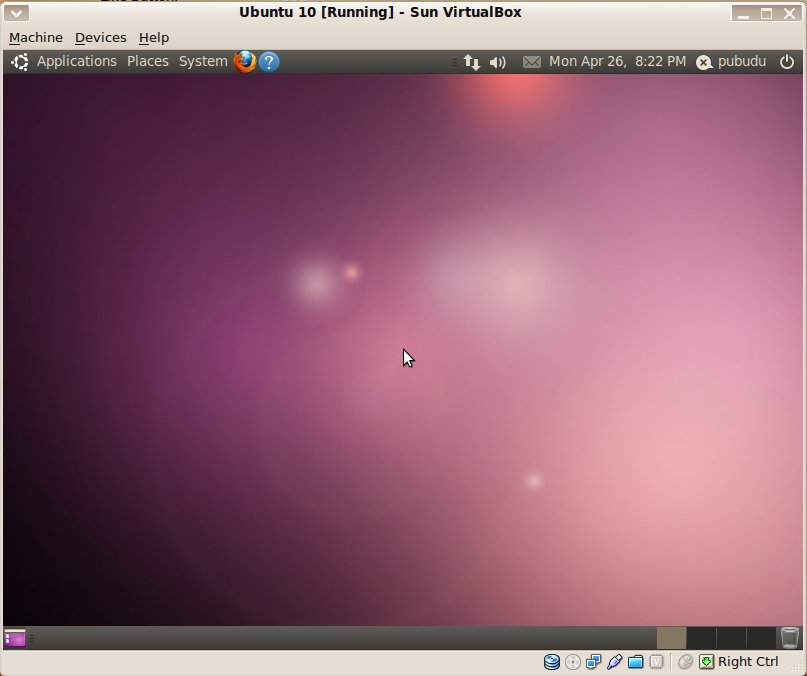 Ubuntu 10 [Running] - Sun VirtualBox
Machine Devices Help
Applications Places System ? Mon Apr 26, 8:22 PM pubudu
V Right Ctrl